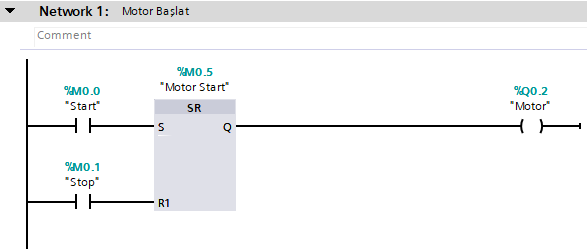 Network 1: Motor Başlat
Comment
%M0.5
"Motor Start"
%M0.0
"Start"
%Q0.2
"Motor"
SR
S
Q
%M0.1
"Stop"
R1